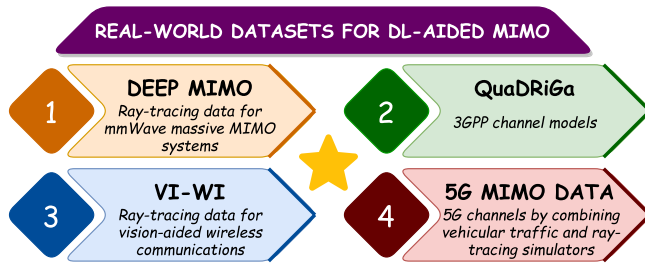 REAL-WORLD DATASETS FOR DL-AIDED MIMO
1
DEEP MIMO
Ray-tracing data for
mmWave massive MIMO
systems
2
QuaDRiGa
3GPP channel models
3
VI-WI
Ray-tracing data for
vision-aided wireless
communications
4
5G MIMO DATA
5G channels by combining
vehicular traffic and ray-
tracing simulators